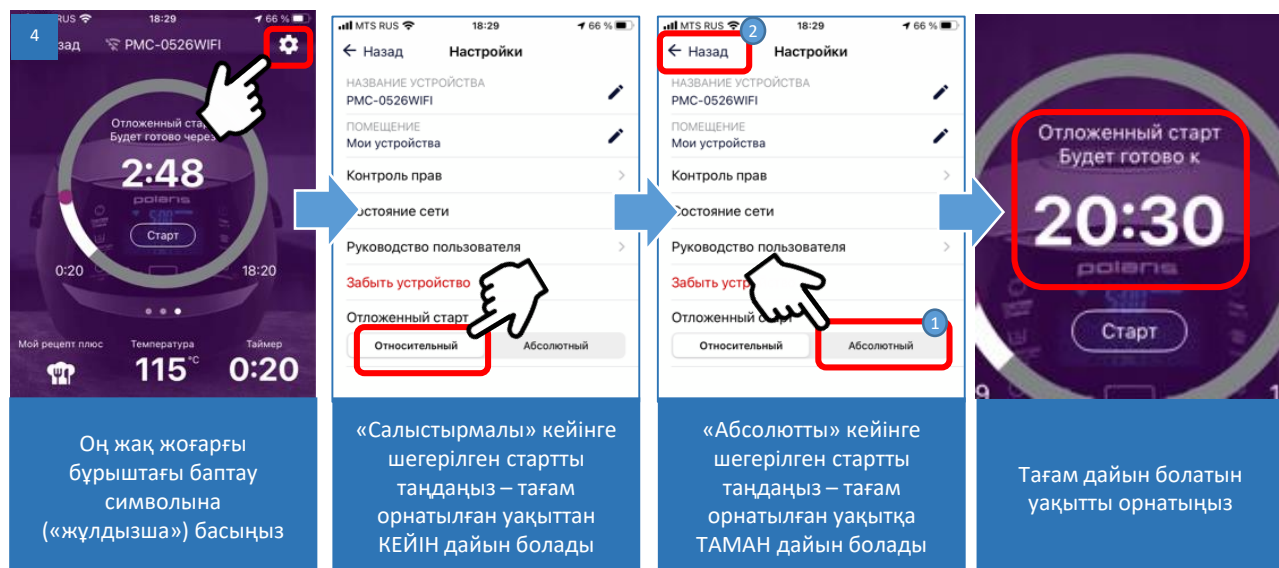 4
RUS 18:29 66 %
зад PMC-0526WIFI
Отложенный
Будет готово через
2:48
polaris
Старт
0:20 18:20
Мой рецепт плюс Температура Таймер
115°C 0:20
Оң жақ жоғарғы
бұрыштағы баптау
символына
(«жұлдызша») басыңыз
MTS RUS 18:29 66 %
← Назад Настройки
НАЗВАНИЕ УСТРОЙСТВА
PMC-0526WIFI
ПОМЕЩЕНИЕ
Мои устройства
Контроль прав
Состояние сети
Руководство пользователя
Забыть устройство
Отложенный старт
Относительный Абсолютный
«Салыстырмалы» кейінге
шегерілген стартты
таңдаңыз – тағам
орнатылған уақыттан
КЕЙІН дайын болады
MTS RUS 18:29 66 %
2
← Назад Настройки
НАЗВАНИЕ УСТРОЙСТВА
PMC-0526WIFI
ПОМЕЩЕНИЕ
Мои устройства
Контроль прав
Состояние сети
Руководство пользователя
Забыть
Отложенный старт
1
Относительный Абсолютный
«Абсолютты» кейінге
шегерілген стартты
таңдаңыз – тағам
орнатылған уақытқа
ТАМАН дайын болады
Отложенный старт
Будет готово к
20:30
polaris
Старт
Тағам дайын болатын
уақытты орнатыңыз